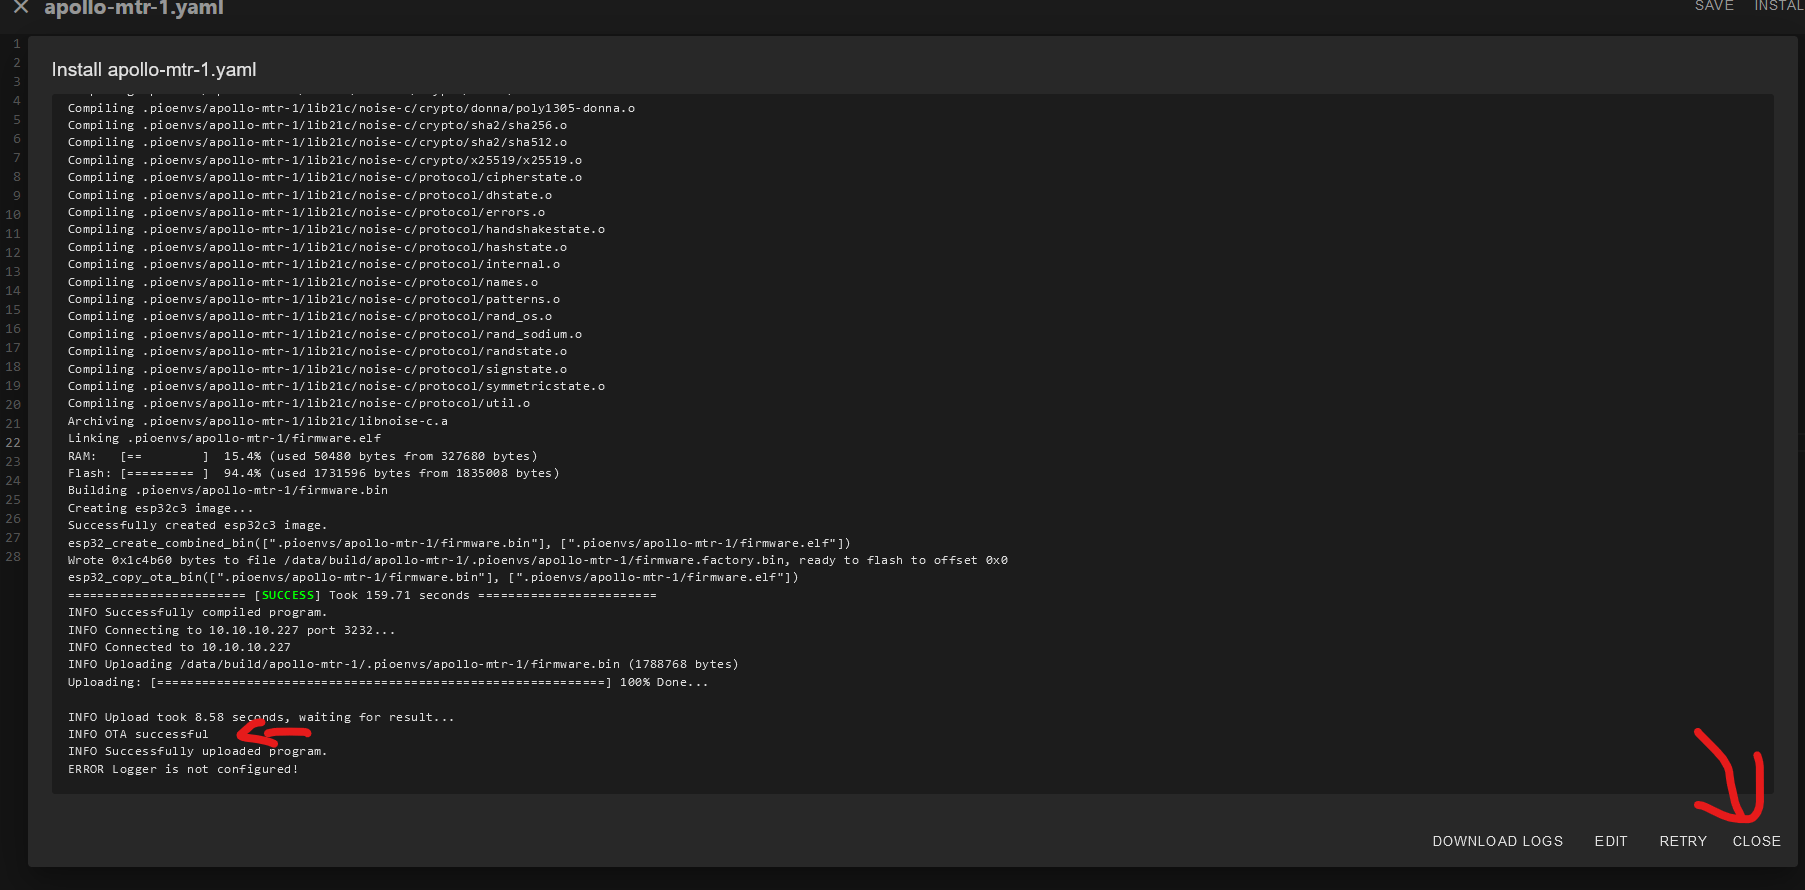 apollo-mtr-1.yaml
SAVE
INSTAL
1
2
3
4
5
6
7
8
9
10
11
12
13
14
15
16
17
18
19
20
21
22
23
24
25
26
27
28
Install apollo-mtr-1.yaml
Compiling .pioenvs/apollo-mtr-1/lib21c/noise-c/crypto/donna/poly1305-donna.o
Compiling .pioenvs/apollo-mtr-1/lib21c/noise-c/crypto/sha2/sha256.o
Compiling .pioenvs/apollo-mtr-1/lib21c/noise-c/crypto/sha2/sha512.o
Compiling .pioenvs/apollo-mtr-1/lib21c/noise-c/crypto/x25519/x25519.o
Compiling .pioenvs/apollo-mtr-1/lib21c/noise-c/protocol/cipherstate.o
Compiling .pioenvs/apollo-mtr-1/lib21c/noise-c/protocol/dhstate.o
Compiling .pioenvs/apollo-mtr-1/lib21c/noise-c/protocol/errors.o
Compiling .pioenvs/apollo-mtr-1/lib21c/noise-c/protocol/handshakestate.o
Compiling .pioenvs/apollo-mtr-1/lib21c/noise-c/protocol/hashstate.o
Compiling .pioenvs/apollo-mtr-1/lib21c/noise-c/protocol/internal.o
Compiling .pioenvs/apollo-mtr-1/lib21c/noise-c/protocol/names.o
Compiling .pioenvs/apollo-mtr-1/lib21c/noise-c/protocol/patterns.o
Compiling .pioenvs/apollo-mtr-1/lib21c/noise-c/protocol/rand_os.o
Compiling .pioenvs/apollo-mtr-1/lib21c/noise-c/protocol/rand_sodium.o
Compiling .pioenvs/apollo-mtr-1/lib21c/noise-c/protocol/randstate.o
Compiling .pioenvs/apollo-mtr-1/lib21c/noise-c/protocol/signstate.o
Compiling .pioenvs/apollo-mtr-1/lib21c/noise-c/protocol/symmetricstate.o
Compiling .pioenvs/apollo-mtr-1/lib21c/noise-c/protocol/util.o
Archiving .pioenvs/apollo-mtr-1/lib21c/libnoise-c.a
Linking .pioenvs/apollo-mtr-1/firmware.elf
RAM:   [==        ]  15.4% (used 50480 bytes from 327680 bytes)
Flash: [========= ]  94.4% (used 1731596 bytes from 1835008 bytes)
Building .pioenvs/apollo-mtr-1/firmware.bin
Creating esp32c3 image...
Successfully created esp32c3 image.
esp32_create_combined_bin([".pioenvs/apollo-mtr-1/firmware.bin"], [".pioenvs/apollo-mtr-1/firmware.elf"])
Wrote 0x1c4b60 bytes to file /data/build/apollo-mtr-1/.pioenvs/apollo-mtr-1/firmware.factory.bin, ready to flash to offset 0x0
esp32_copy_ota_bin([".pioenvs/apollo-mtr-1/firmware.bin"], [".pioenvs/apollo-mtr-1/firmware.elf"])
======================== [SUCCESS] Took 159.71 seconds ========================
INFO Successfully compiled program.
INFO Connecting to 10.10.10.227 port 3232...
INFO Connected to 10.10.10.227
INFO Uploading /data/build/apollo-mtr-1/.pioenvs/apollo-mtr-1/firmware.bin (1788768 bytes)
Uploading: [============================================================] 100% Done...
INFO Upload took 8.58 seconds, waiting for result...
INFO OTA successful
INFO Successfully uploaded program.
ERROR Logger is not configured!
DOWNLOAD LOGS
EDIT
RETRY
CLOSE